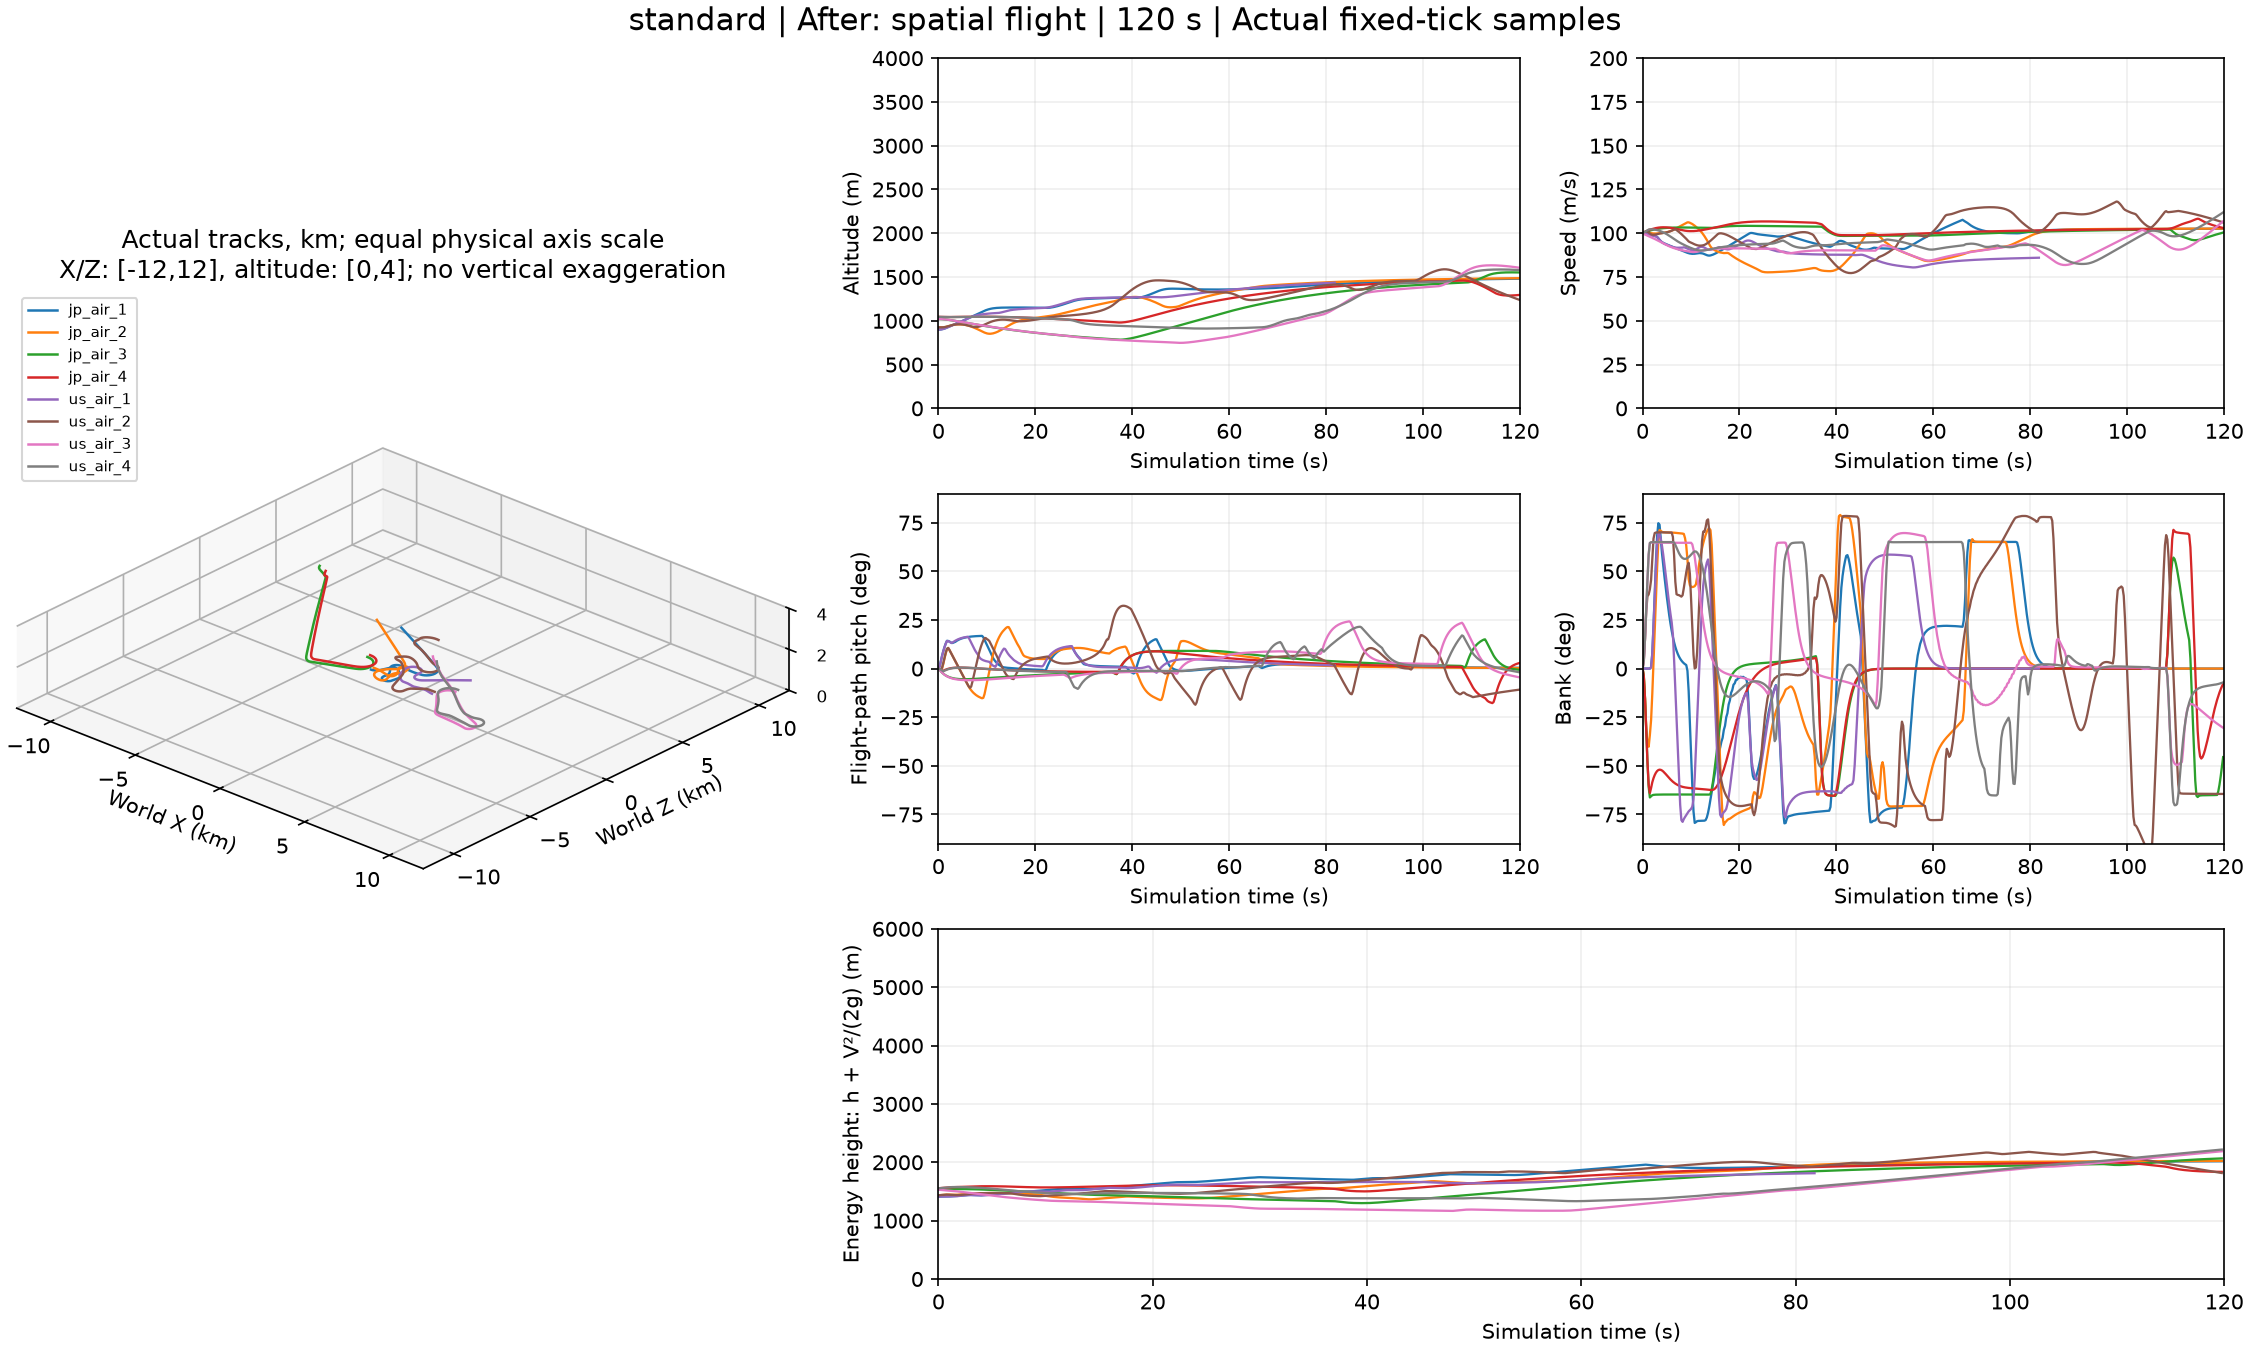 standard | After: spatial flight | 120 s | Actual fixed-tick samples
Actual tracks, km; equal physical axis scale
X/Z: [-12,12], altitude: [0,4]; no vertical exaggeration
jp_air_1
jp_air_2
jp_air_3
jp_air_4
us_air_1
us_air_2
us_air_3
us_air_4
−10
−5
0
5
10
World X (km)
−10
−5
0
5
10
World Z (km)
0
2
4
4000
3500
3000
2500
2000
1500
1000
500
0
Altitude (m)
0 20 40 60 80 100 120
Simulation time (s)
200
175
150
125
100
75
50
25
0
Speed (m/s)
0 20 40 60 80 100 120
Simulation time (s)
75
50
25
0
−25
−50
−75
Flight-path pitch (deg)
0 20 40 60 80 100 120
Simulation time (s)
75
50
25
0
−25
−50
−75
Bank (deg)
0 20 40 60 80 100 120
Simulation time (s)
6000
5000
4000
3000
2000
1000
0
Energy height: h + V²/(2g) (m)
0 20 40 60 80 100 120
Simulation time (s)